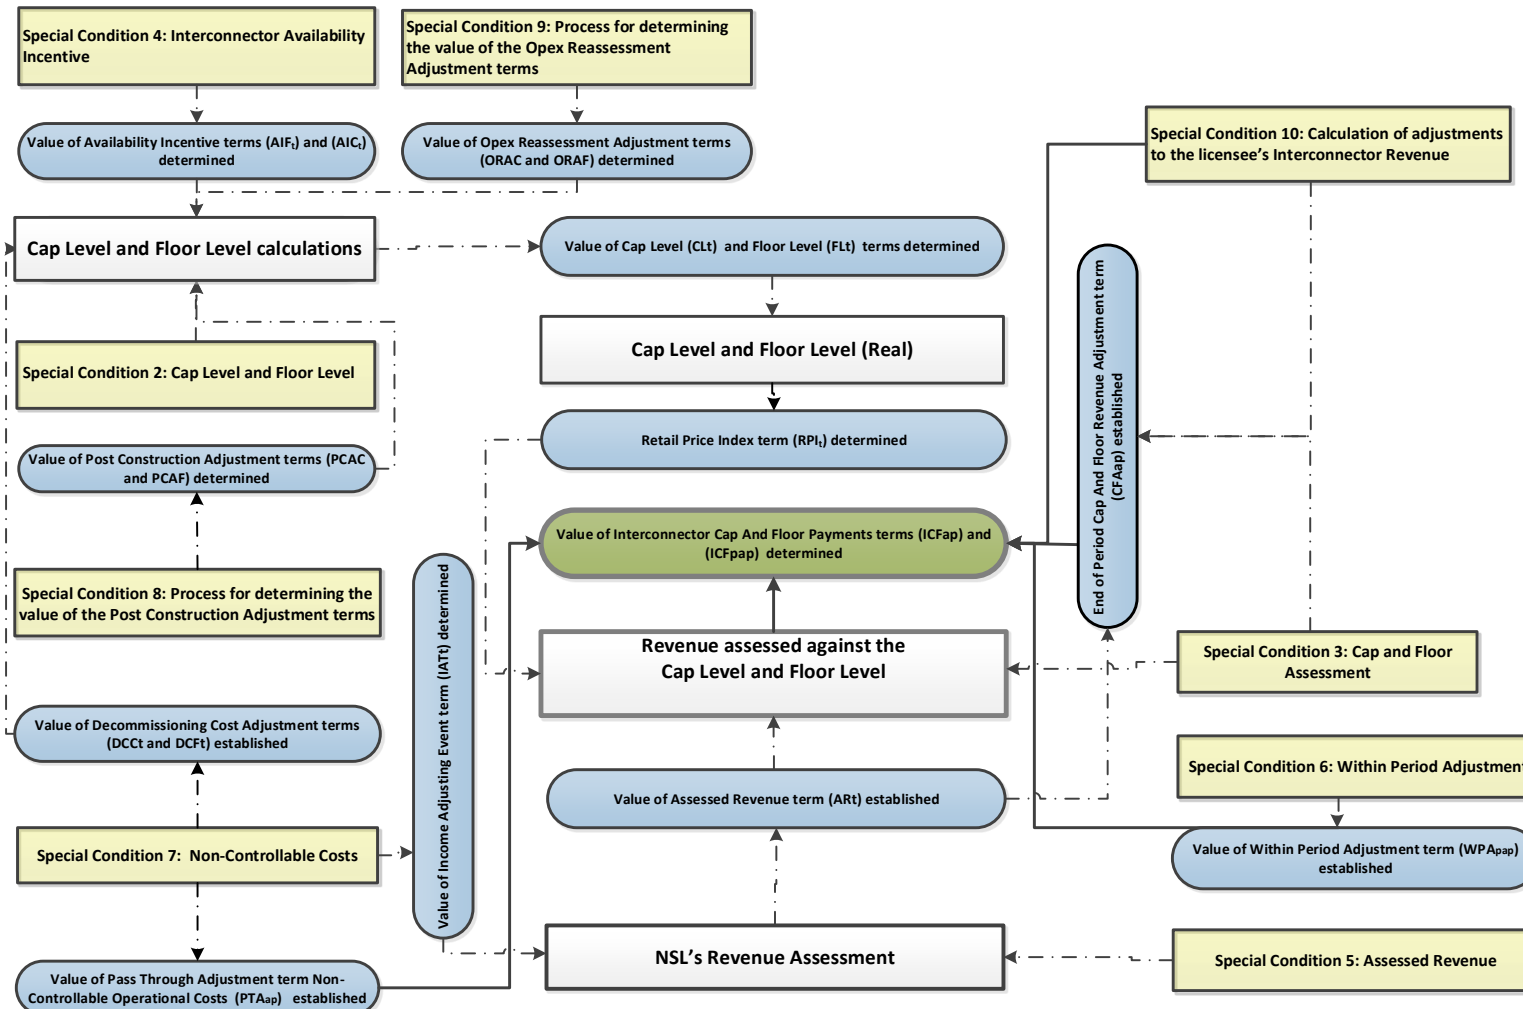 Special Condition 4: Interconnector Availability
Incentive
Special Condition 9: Process for determining
the value of the Opex Reassessment
Adjustment terms
Special Condition 10: Calculation of adjustments
to the licensee's Interconnector Revenue
Value of Availability Incentive terms (AIFt) and (AICt)
determined
Value of Opex Reassessment Adjustment terms
(ORAC and ORAF) determined
Cap Level and Floor Level calculations
Value of Cap Level (CLt) and Floor Level (FLt) terms determined
Cap Level and Floor Level (Real)
Special Condition 2: Cap Level and Floor Level
Retail Price Index term (RPIt) determined
End of Period Cap And Floor Revenue Adjustment term
(CFAap) established
Value of Post Construction Adjustment terms (PCAC
and PCAF) determined
Value of Interconnector Cap And Floor Payments terms (ICFap) and
(ICFpap) determined
Special Condition 8: Process for determining the
value of the Post Construction Adjustment terms
Value of Income Adjusting Event term (IATt) determined
Revenue assessed against the
Cap Level and Floor Level
Special Condition 3: Cap and Floor
Assessment
Value of Decommissioning Cost Adjustment terms
(DCCt and DCFt) established
Special Condition 6: Within Period Adjustment
Value of Assessed Revenue term (ARt) established
Special Condition 7: Non-Controllable Costs
Value of Within Period Adjustment term (WPApap)
established
NSL's Revenue Assessment
Special Condition 5: Assessed Revenue
Value of Pass Through Adjustment term Non-
Controllable Operational Costs (PTAap) established